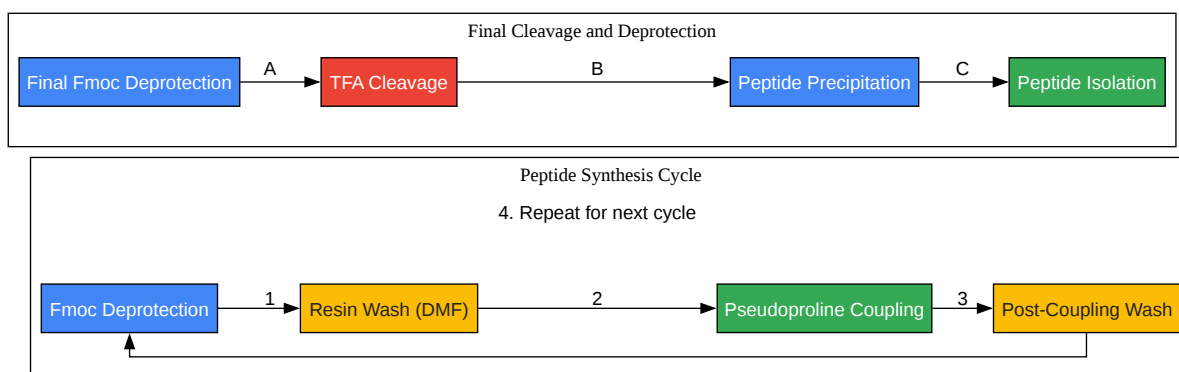 Final Cleavage and Deprotection
Final Fmoc Deprotection
A
TFA Cleavage
B
Peptide Precipitation
C
Peptide Isolation
Peptide Synthesis Cycle
4. Repeat for next cycle
Fmoc Deprotection
1
Resin Wash (DMF)
2
Pseudoproline Coupling
3
Post-Coupling Wash